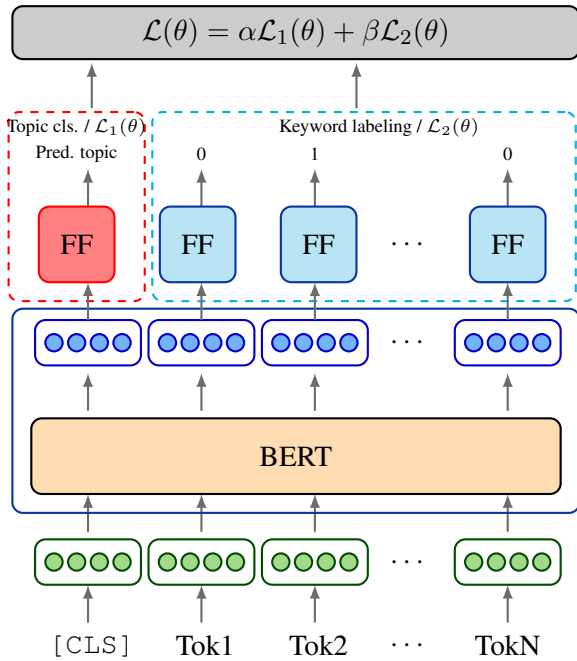 ℒ(θ) = αℒ₁(θ) + βℒ₂(θ)
Topic cls. / ℒ₁(θ)
Keyword labeling / ℒ₂(θ)
Pred. topic 0 1 0
FF FF FF ··· FF
···
BERT
···
[CLS] Tok1 Tok2 ··· TokN